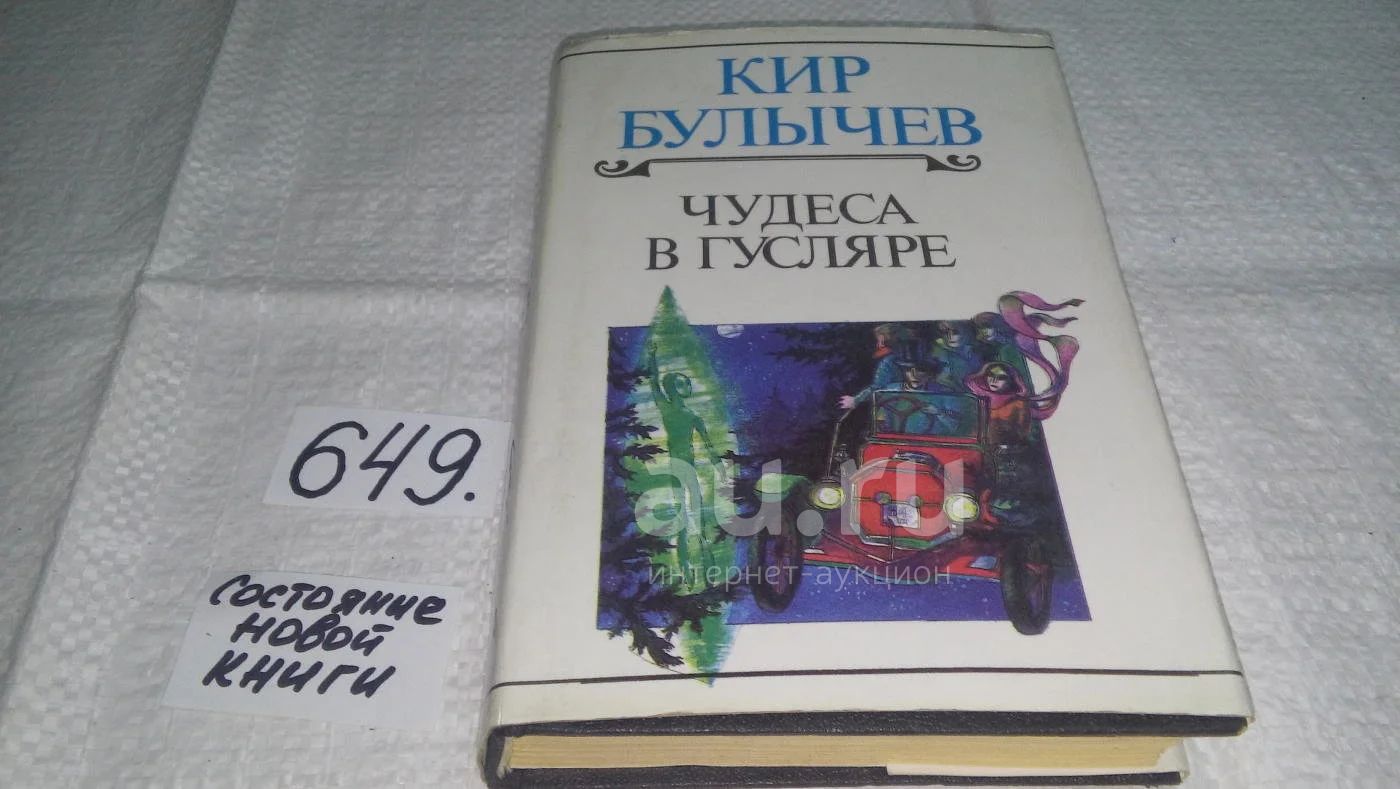 КИР
БУЛЫЧЕВ
ЧУДЕСА
В ГУСЛЯРЕ
649.
au.ru
интернет-аукцион
Состояние
новой
книги